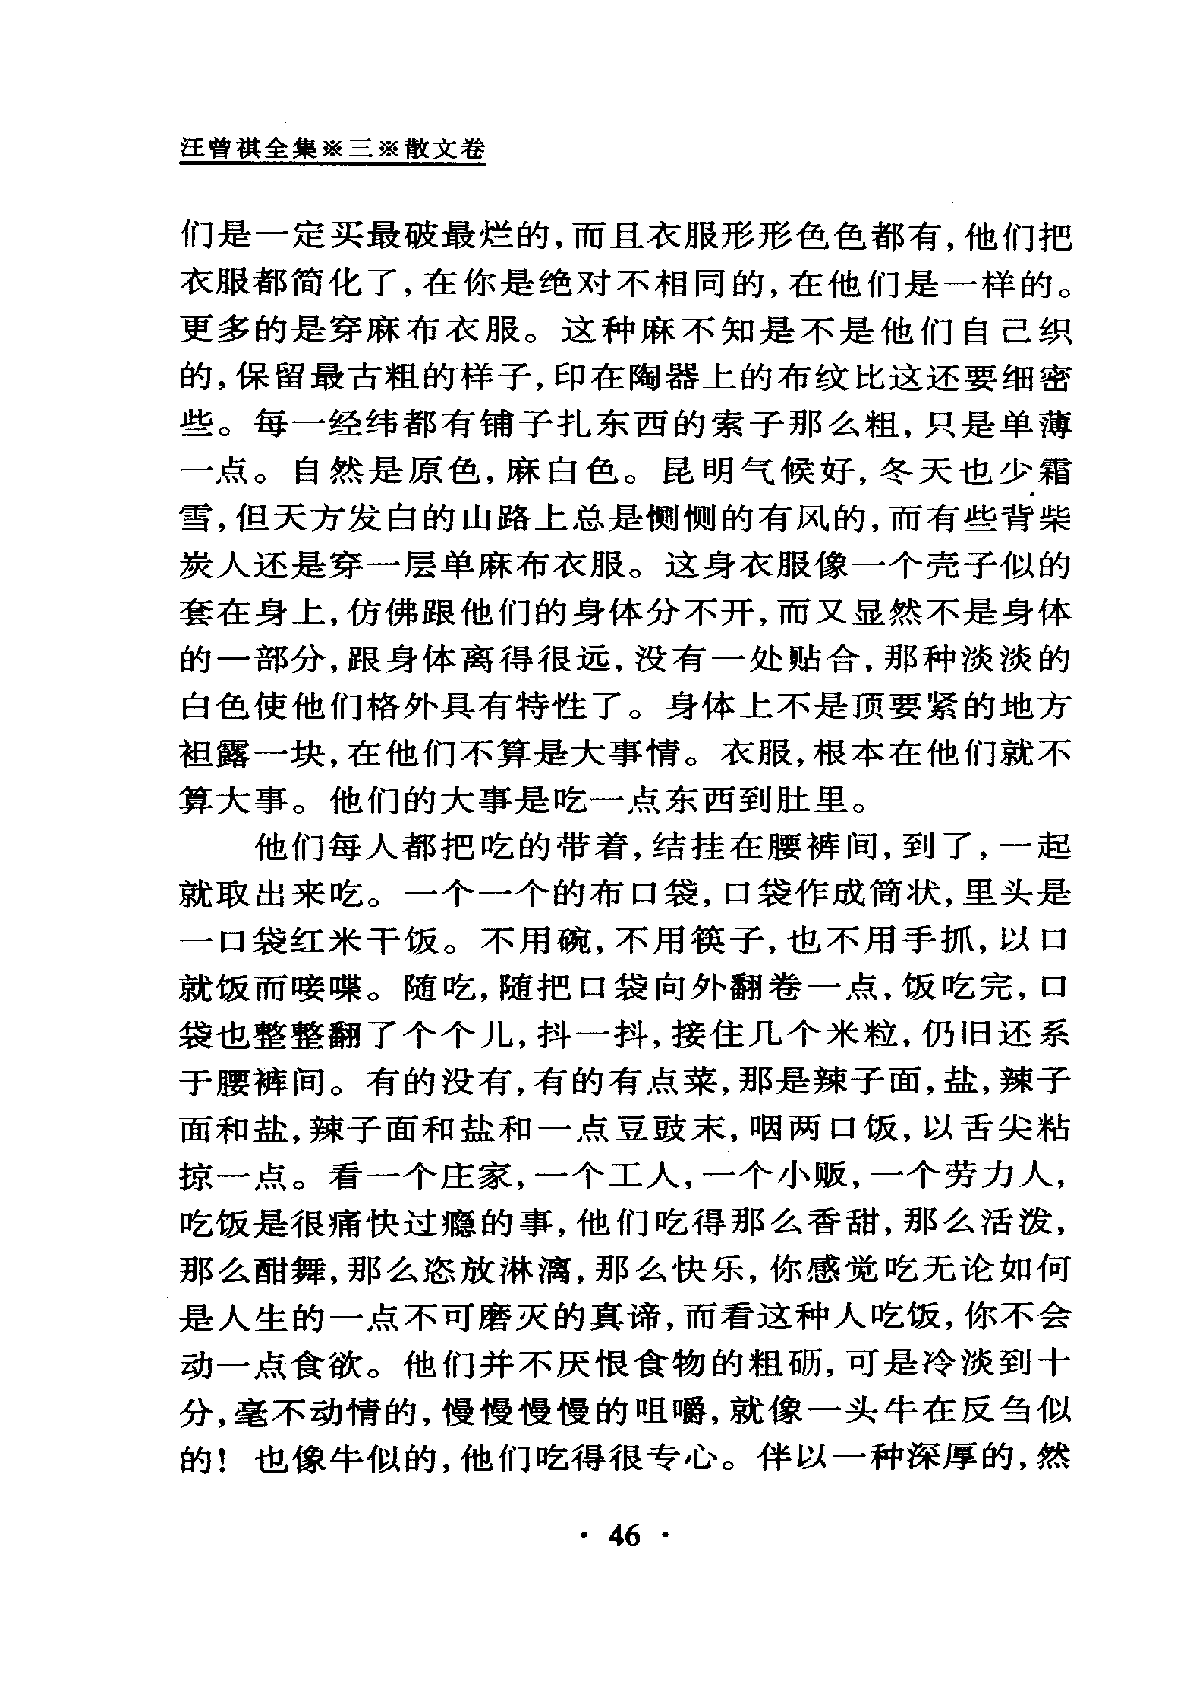 汪曾祺全集※三※散文卷
们是一定买最破最烂的,而且衣服形形色色都有,他们把
衣服都简化了,在你是绝对不相同的,在他们是一样的。
更多的是穿麻布衣服。这种麻不知是不是他们自己织
的,保留最古粗的样子,印在陶器上的布纹比这还要细密
些。每一经纬都有铺子扎东西的索子那么粗,只是单薄
一点。自然是原色,麻白色。昆明气候好,冬天也少霜
雪,但天方发白的山路上总是恻恻的有风的,而有些背柴
炭人还是穿一层单麻布衣服。这身衣服像一个壳子似的
套在身上,仿佛跟他们的身体分不开,而又显然不是身体
的一部分,跟身体离得很远,没有一处贴合,那种淡淡的
白色使他们格外具有特性了。身体上不是顶要紧的地方
袒露一块,在他们不算是大事情。衣服,根本在他们就不
算大事。他们的大事是吃一点东西到肚里。
他们每人都把吃的带着,结挂在腰裤间,到了,一起
就取出来吃。一个一个的布口袋,口袋作成筒状,里头是
一口袋红米干饭。不用碗,不用筷子,也不用手抓,以口
就饭而唼喋。随吃,随把口袋向外翻卷一点,饭吃完,口
袋也整整翻了个个儿,抖一抖,接住几个米粒,仍旧还系
于腰裤间。有的没有,有的有点菜,那是辣子面,盐,辣子
面和盐,辣子面和盐和一点豆豉末,咽两口饭,以舌尖粘
掠一点。看一个庄家,一个工人,一个小贩,一个劳力人,
吃饭是很痛快过瘾的事,他们吃得那么香甜,那么活泼,
那么酣舞,那么恣放淋漓,那么快乐,你感觉吃无论如何
是人生的一点不可磨灭的真谛,而看这种人吃饭,你不会
动一点食欲。他们并不厌恨食物的粗砺,可是冷淡到十
分,毫不动情的,慢慢慢慢的咀嚼,就像一头牛在反刍似
的!也像牛似的,他们吃得很专心。伴以一种深厚的,然
· 46 ·